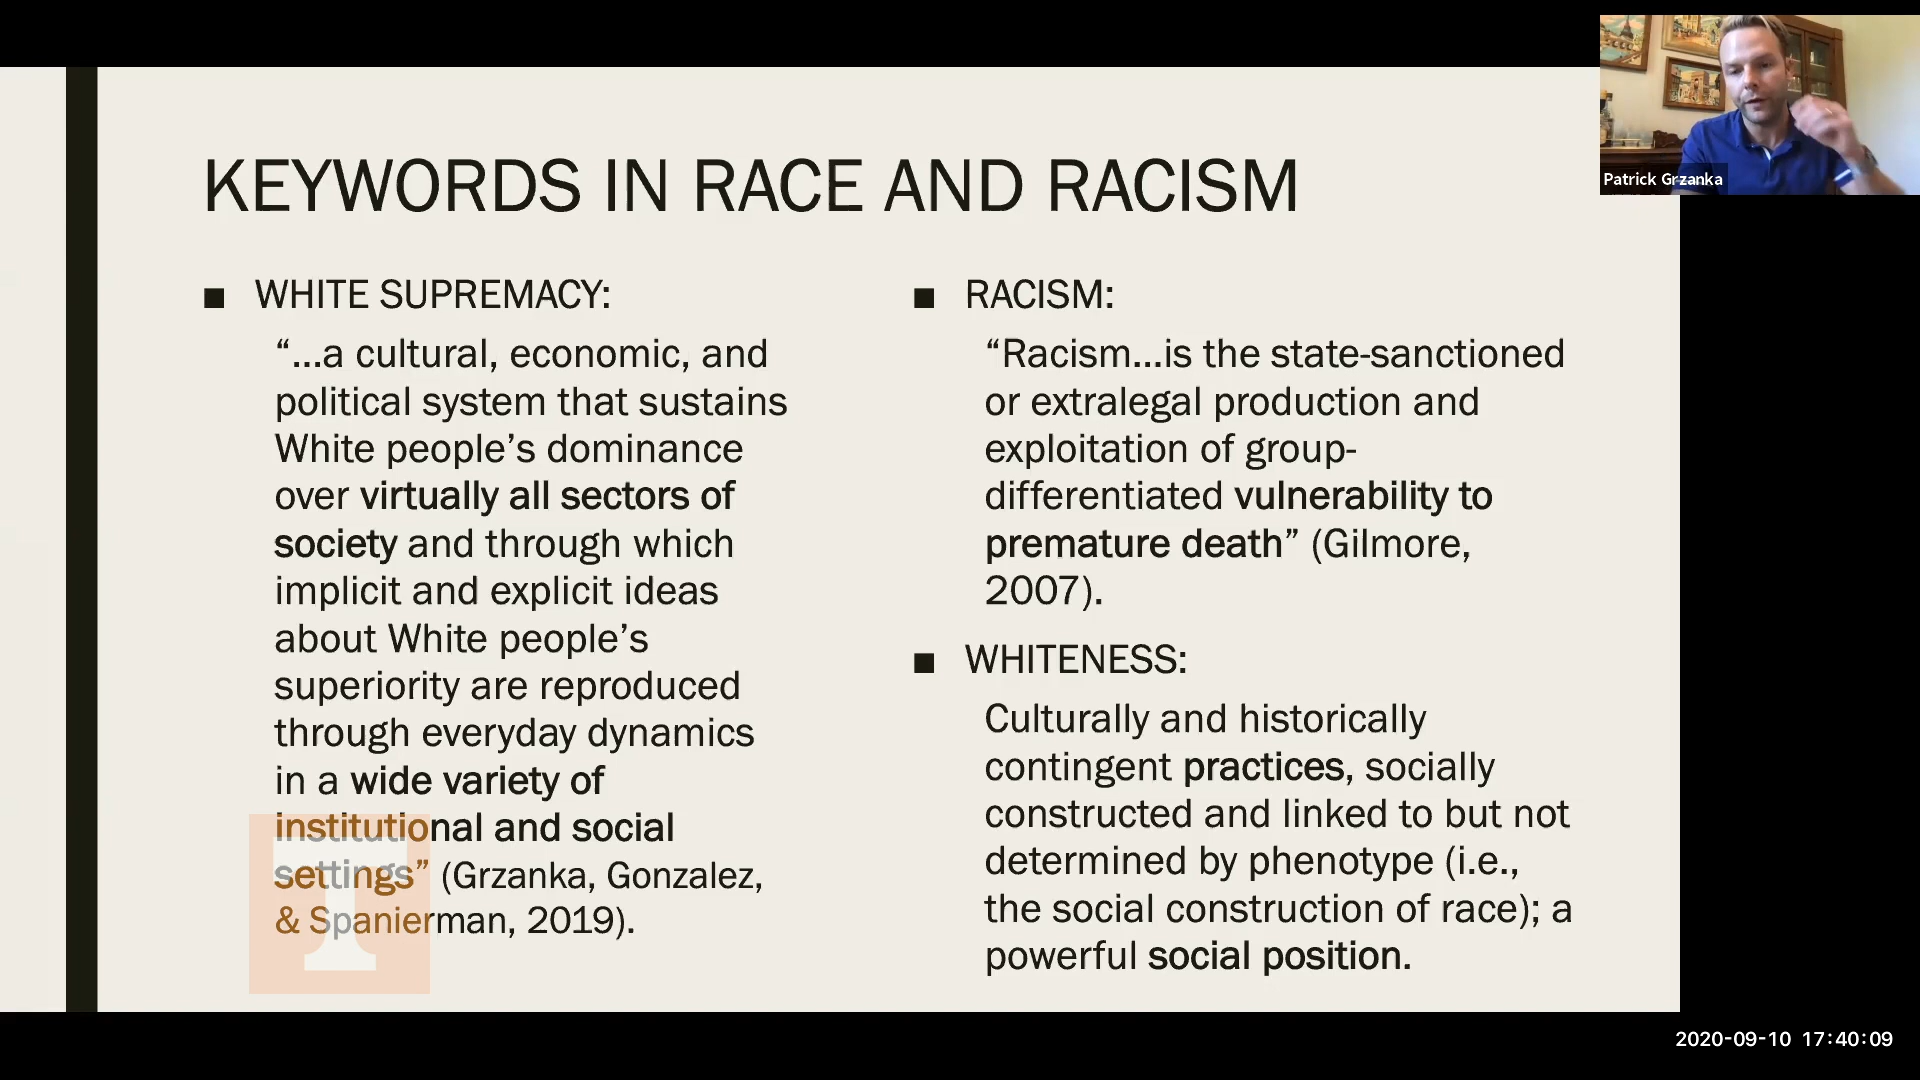 KEYWORDS IN RACE AND RACISM
■ WHITE SUPREMACY:
“…a cultural, economic, and
political system that sustains
White people’s dominance
over virtually all sectors of
society and through which
implicit and explicit ideas
about White people’s
superiority are reproduced
through everyday dynamics
in a wide variety of
institutional and social
settings” (Grzanka, Gonzalez,
& Spanierman, 2019).
■ RACISM:
“Racism…is the state-sanctioned
or extralegal production and
exploitation of group-
differentiated vulnerability to
premature death” (Gilmore,
2007).
■ WHITENESS:
Culturally and historically
contingent practices, socially
constructed and linked to but not
determined by phenotype (i.e.,
the social construction of race); a
powerful social position.
Patrick Grzanka
T
2020-09-10 17:40:09